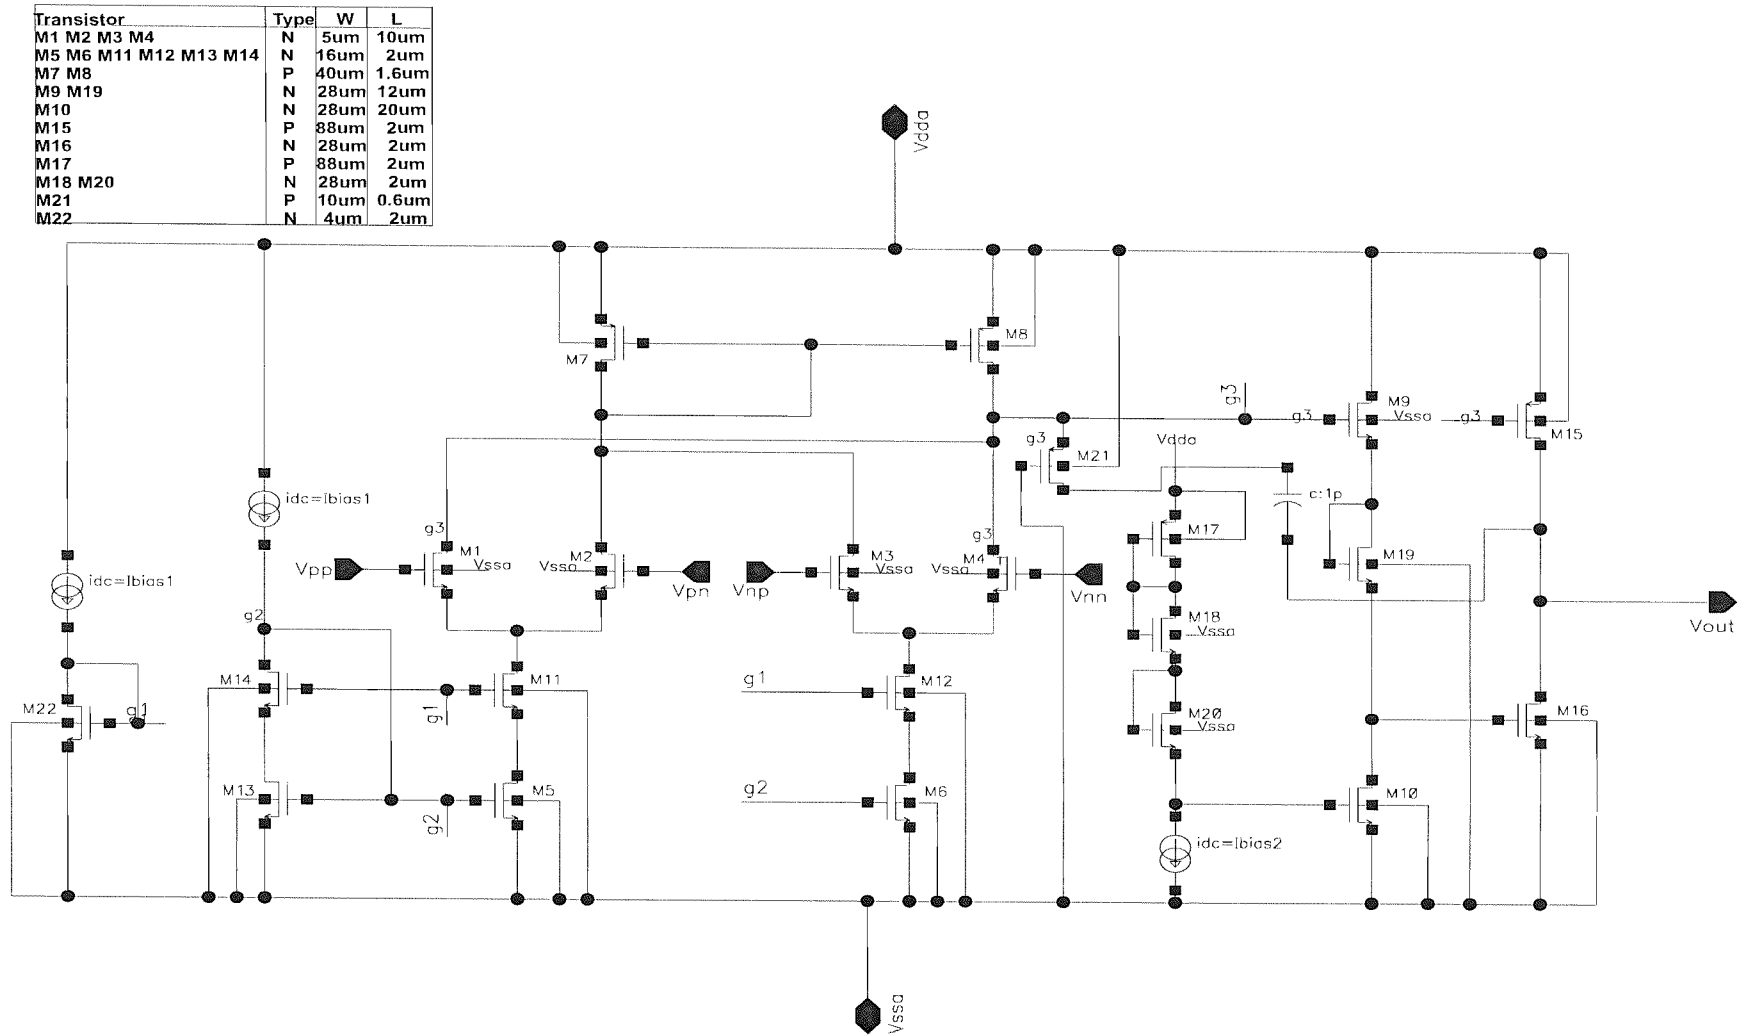 Transistor Type W L
M1 M2 M3 M4 N 5um 10um
M5 M6 M11 M12 M13 M14 N 16um 2um
M7 M8 P 40um 1.6um
M9 M19 N 28um 12um
M10 N 28um 20um
M15 P 88um 2um
M16 N 28um 2um
M17 P 88um 2um
M18 M20 N 28um 2um
M21 P 10um 0.6um
M22 N 4um 2um
Vdda
M7
M8
g3
g3
M9
Vssa
g3
M15
g3
M21
Vdda
idc=Ibias1
c:1p
g3
g3
M17
M1
Vssa
M2
Vssa
M3
Vssa
M4
Vssa
M19
Vpp
Vpn
Vnp
Vnn
idc=Ibias1
g2
M18
Vssa
Vout
M14
M11
g1
M12
g1
M22
g1
M20
Vssa
M16
M13
M5
g2
M6
g2
M10
idc=Ibias2
Vssa